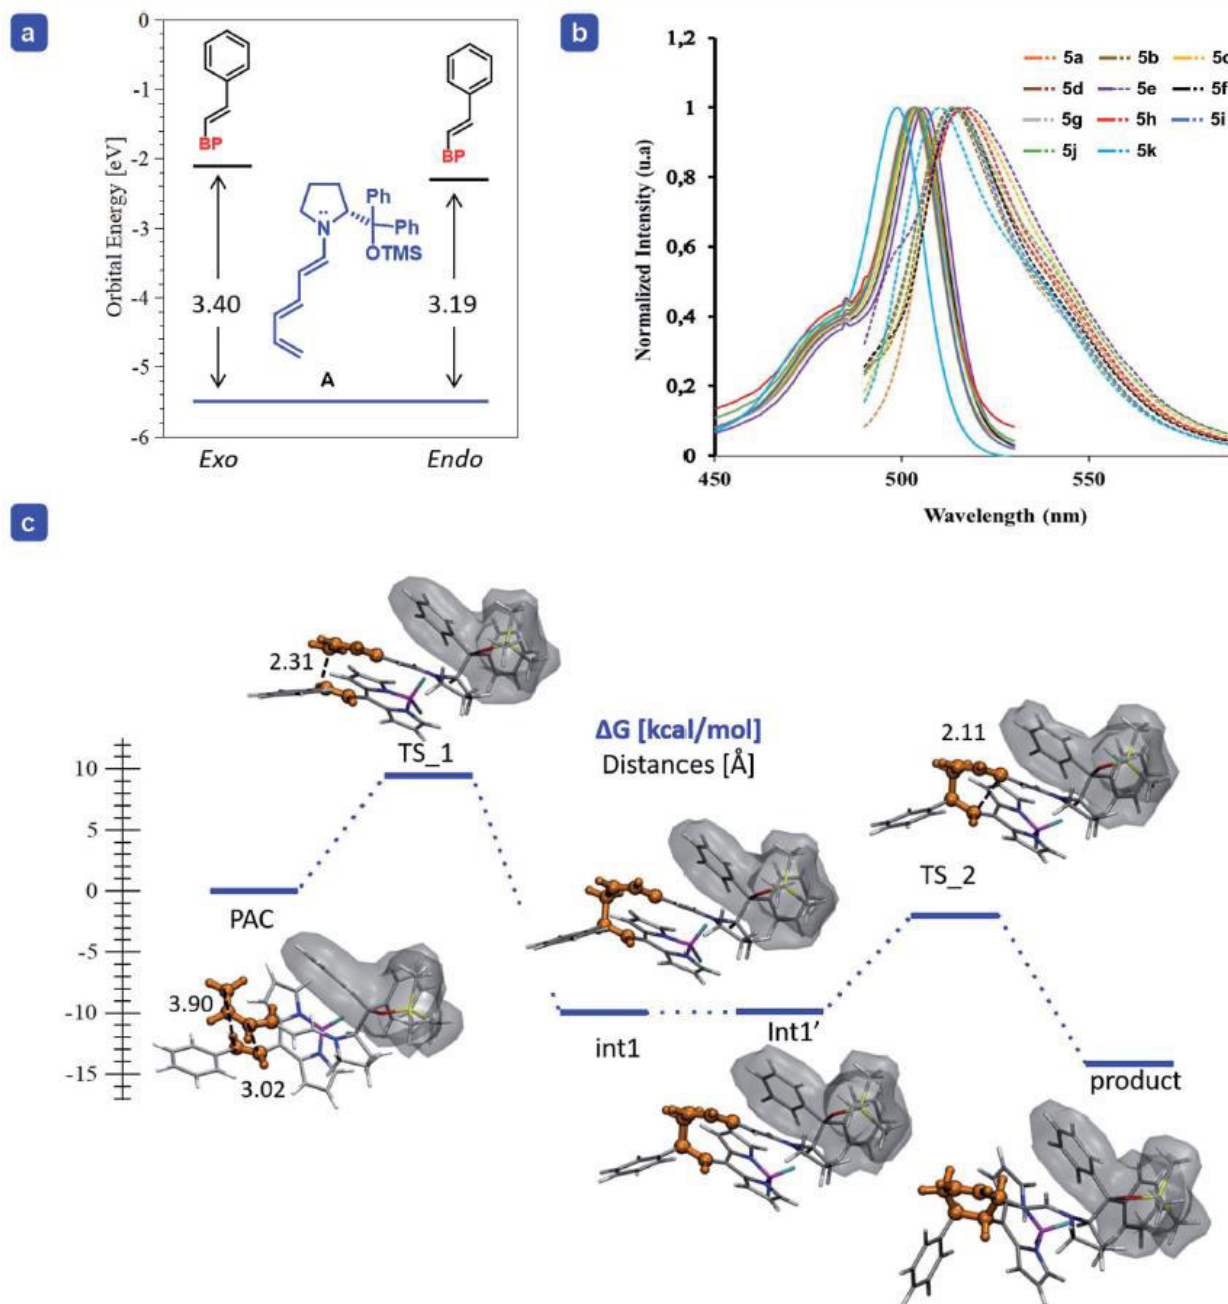 a
Orbital Energy [eV]
0
-1
-2
-3
-4
-5
-6
BP
BP
N
Ph
Ph
OTMS
3.40
3.19
A
Exo
Endo
b
Normalized Intensity (u.a)
1,2
1
0,8
0,6
0,4
0,2
0
450
500
550
Wavelength (nm)
5a 5b 5c
5d 5e 5f
5g 5h 5i
5j 5k
c
10
5
0
-5
-10
-15
2.31
TS_1
ΔG [kcal/mol]
Distances [Å]
2.11
TS_2
PAC
3.90
3.02
int1
Int1’
product